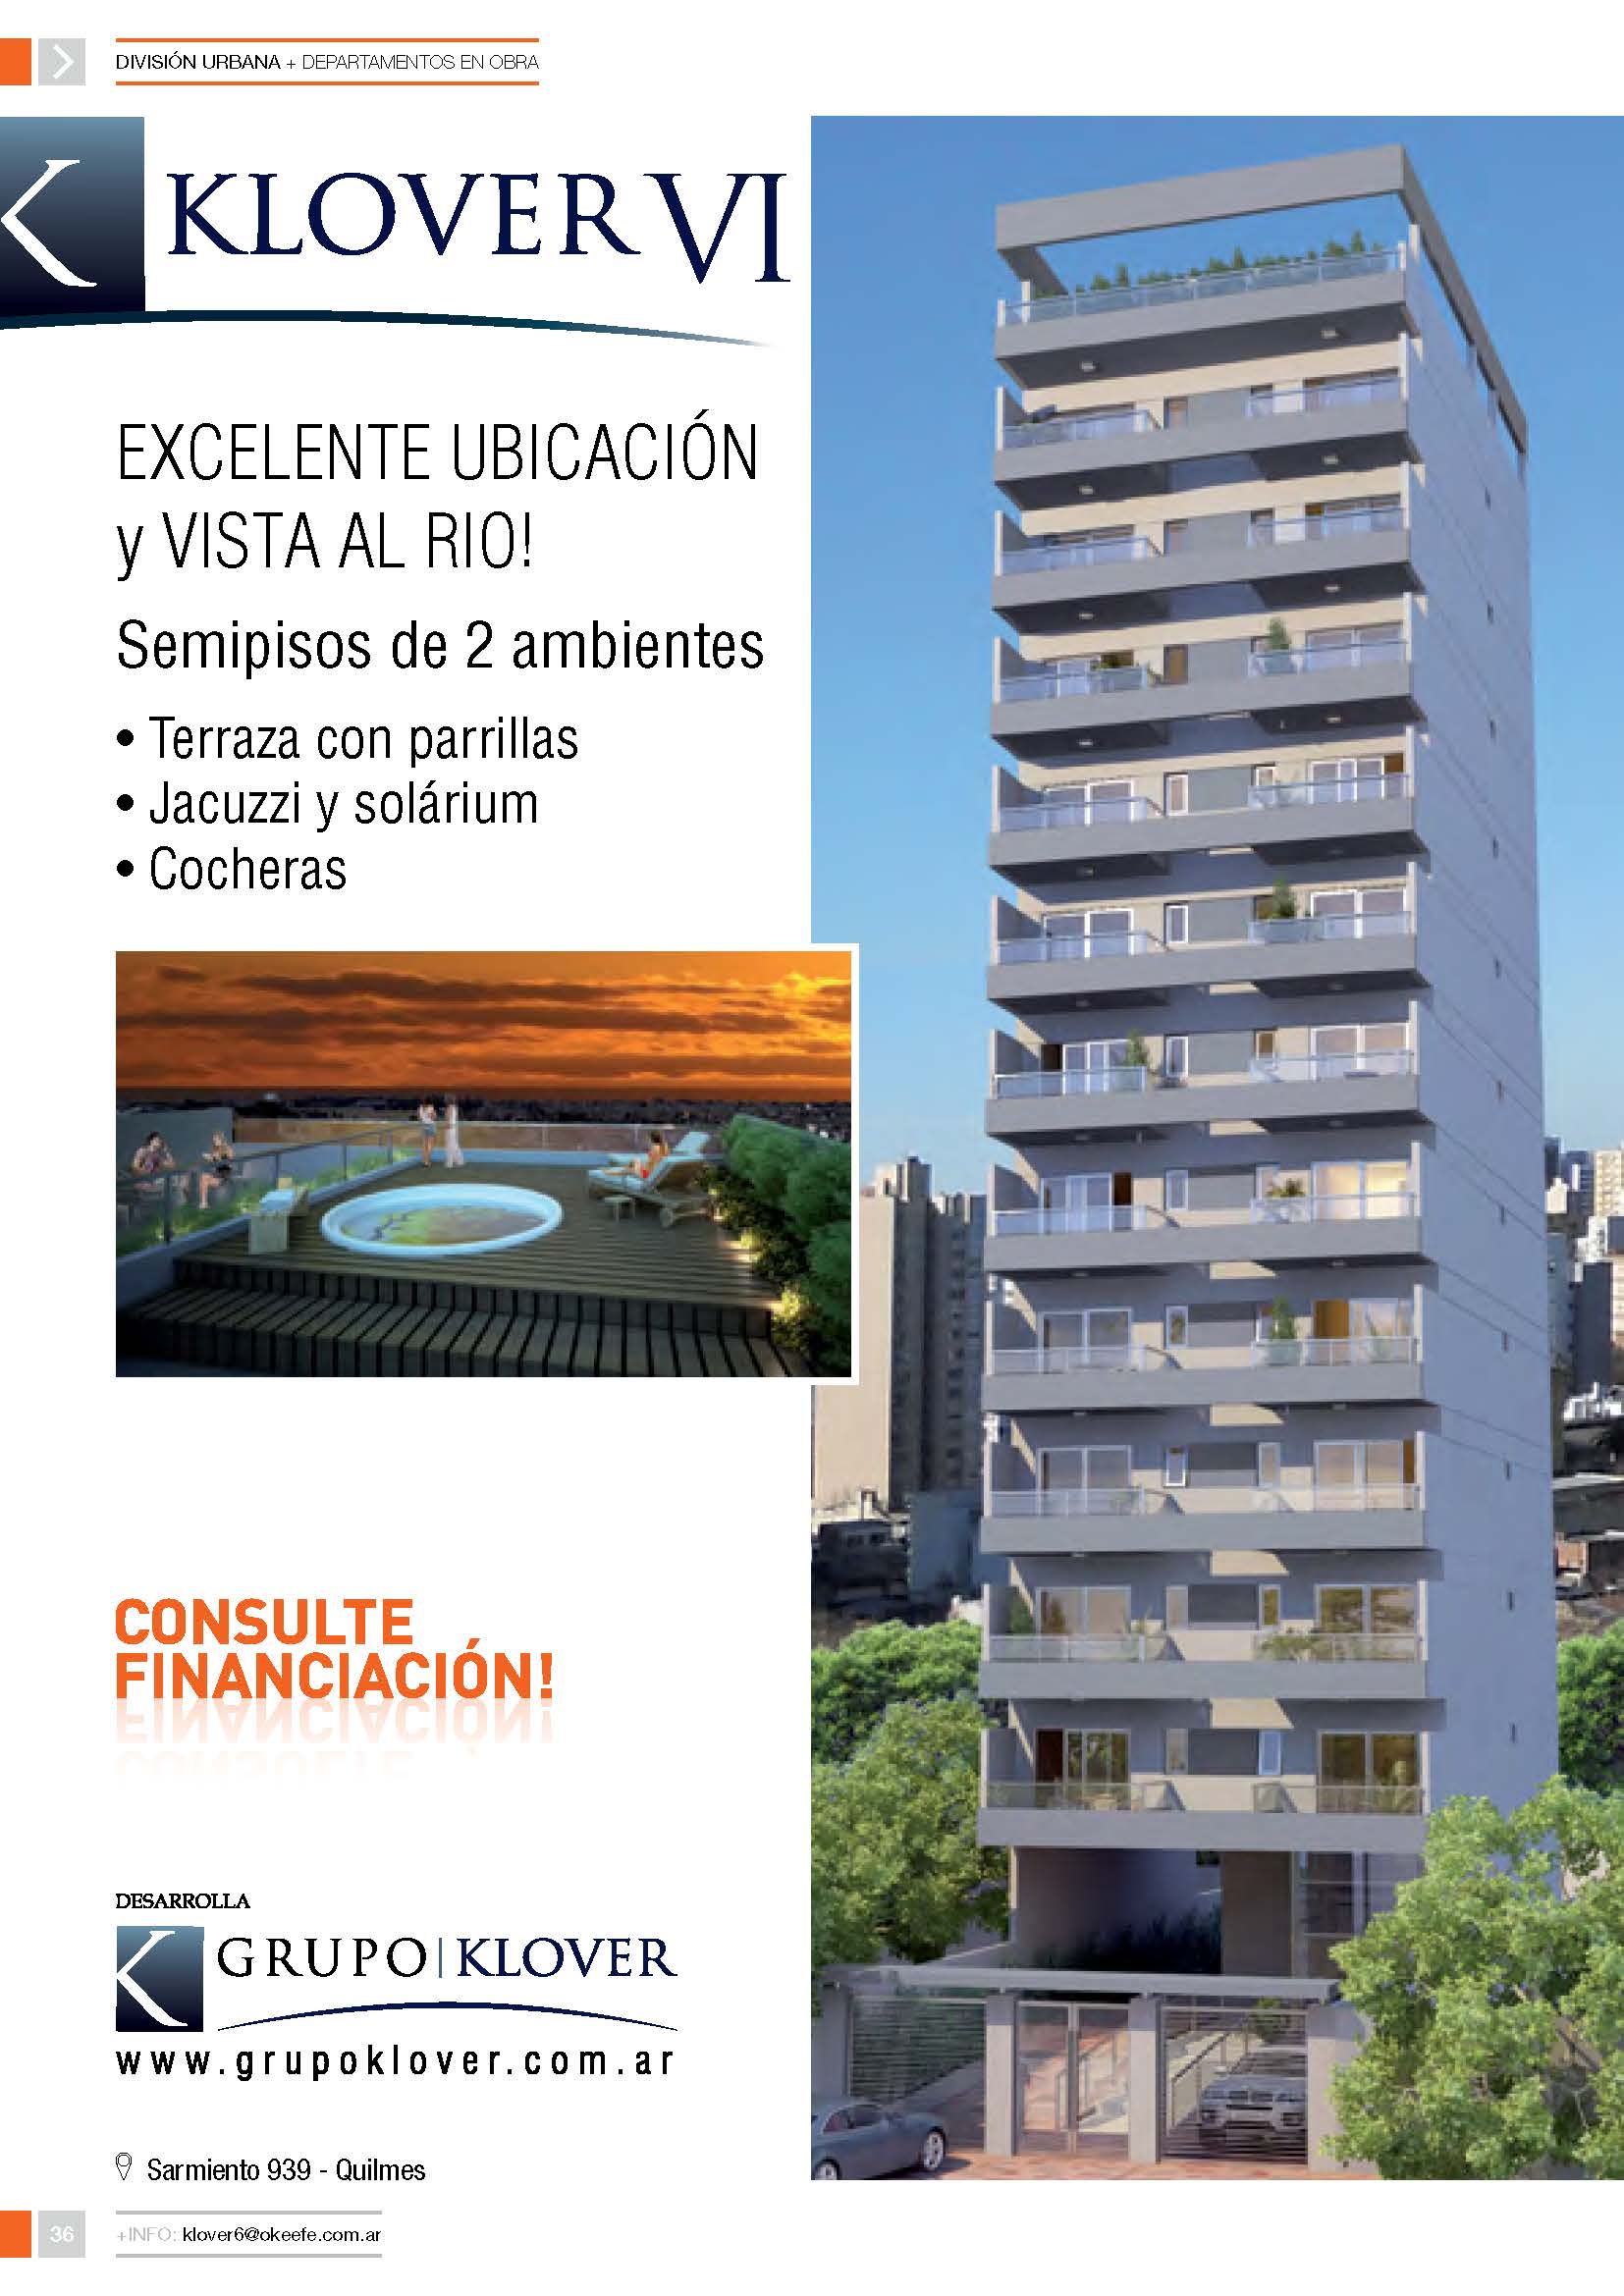 DIVISIÓN URBANA + DEPARTAMENTOS EN OBRA
K KLOVER VI
EXCELENTE UBICACIÓN
y VISTA AL RIO!
Semipisos de 2 ambientes
• Terraza con parrillas
• Jacuzzi y solárium
• Cocheras
CONSULTE
FINANCIACIÓN!
DESARROLLA
K GRUPO | KLOVER
www.grupoklover.com.ar
Sarmiento 939 - Quilmes
36 +INFO: klover6@okeefe.com.ar